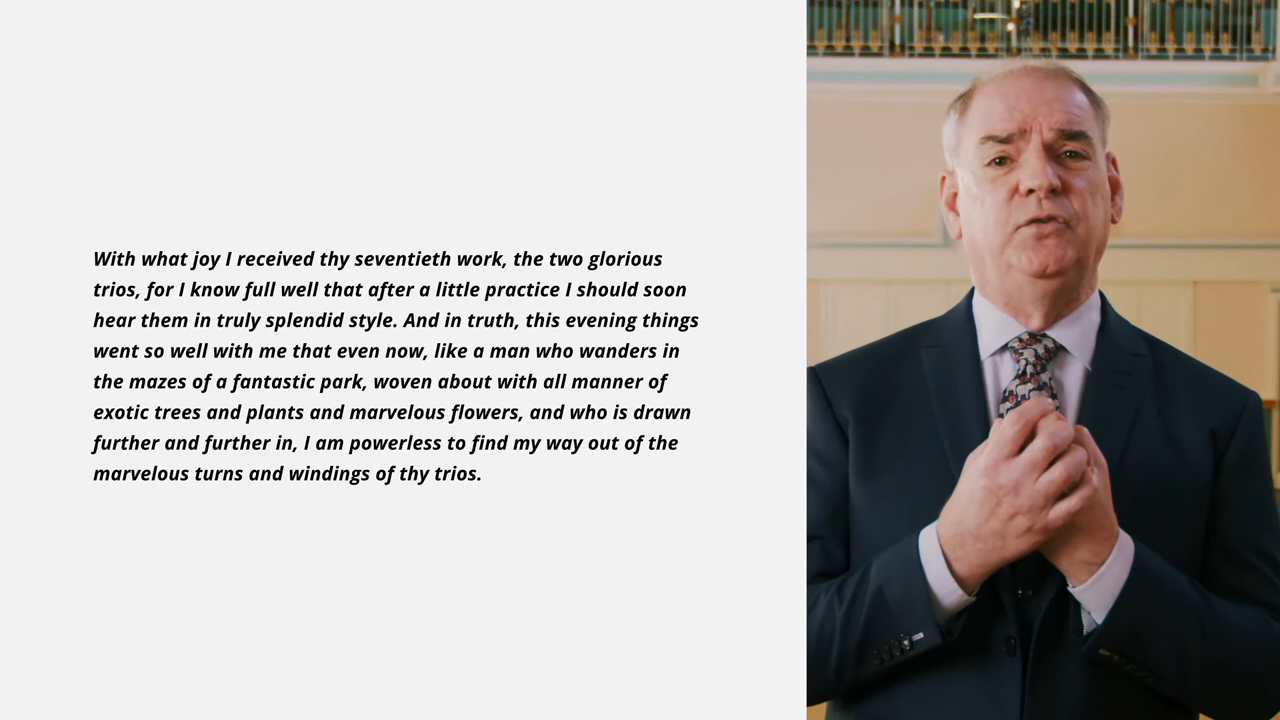 With what joy I received thy seventieth work, the two glorious
trios, for I know full well that after a little practice I should soon
hear them in truly splendid style. And in truth, this evening things
went so well with me that even now, like a man who wanders in
the mazes of a fantastic park, woven about with all manner of
exotic trees and plants and marvelous flowers, and who is drawn
further and further in, I am powerless to find my way out of the
marvelous turns and windings of thy trios.